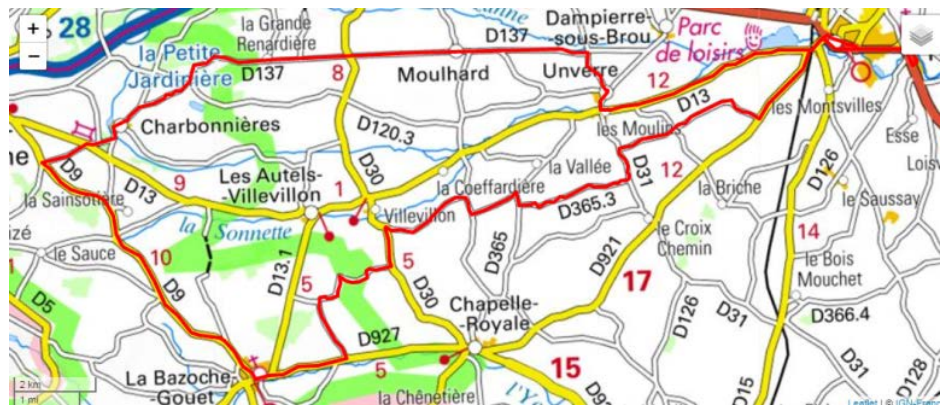 +
−
28
la Grande
Renardière
Dampierre
-sous-Brou
D137
Parc
de loisirs
la Petite
Jardinière
D137
8
Moulhard
Unverre
12
D13
les Montsvilles
Charbonnières
D120.3
les Moulins
Esse
ne
D9
D13
9
Les Autels-
-Villevillon
1
D30
la Coeffardière
la Vallée
D31
12
la Briche
D126
la Sainsotière
Villevillon
D365.3
le Saussay
la Sonnette
izé
le Sauce
10
D13.1
5
5
D365
le Croix
Chemin
D921
14
le Bois
Mouchet
D5
D9
D30
Chapelle-
-Royale
17
D126
D31
D366.4
D927
La Bazoche-
-Gouet
5
15
D31
D128
D15
la Chênetière
2 km
1 mi
Leaflet | © IGN-France